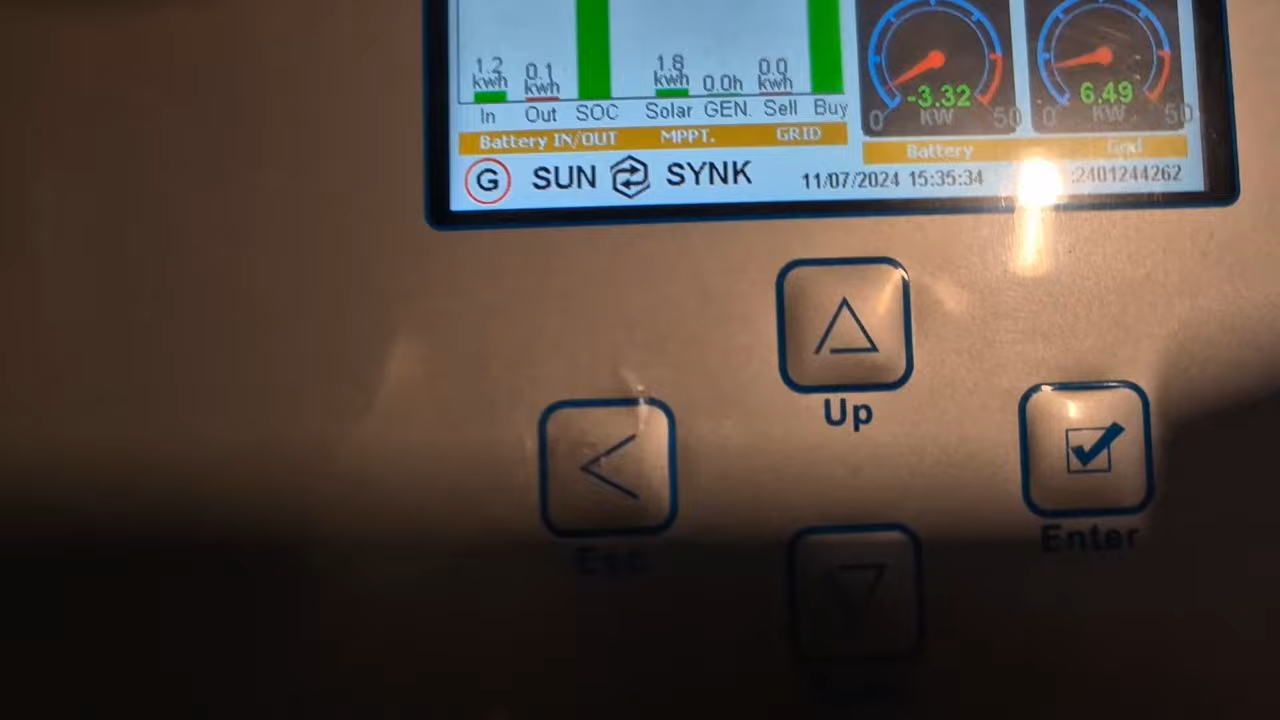 1.2 kwh
0.1 kwh
1.8 kwh
0.0h
0.0 kwh
In Out SOC Solar GEN. Sell Buy
Battery IN/OUT MPPT. GRID
-3.32
KW
0 50
Battery
6.49
KW
0 50
Grid
G SUN SYNK 11/07/2024 15:35:34 :2401244262
Up
Esc
Enter